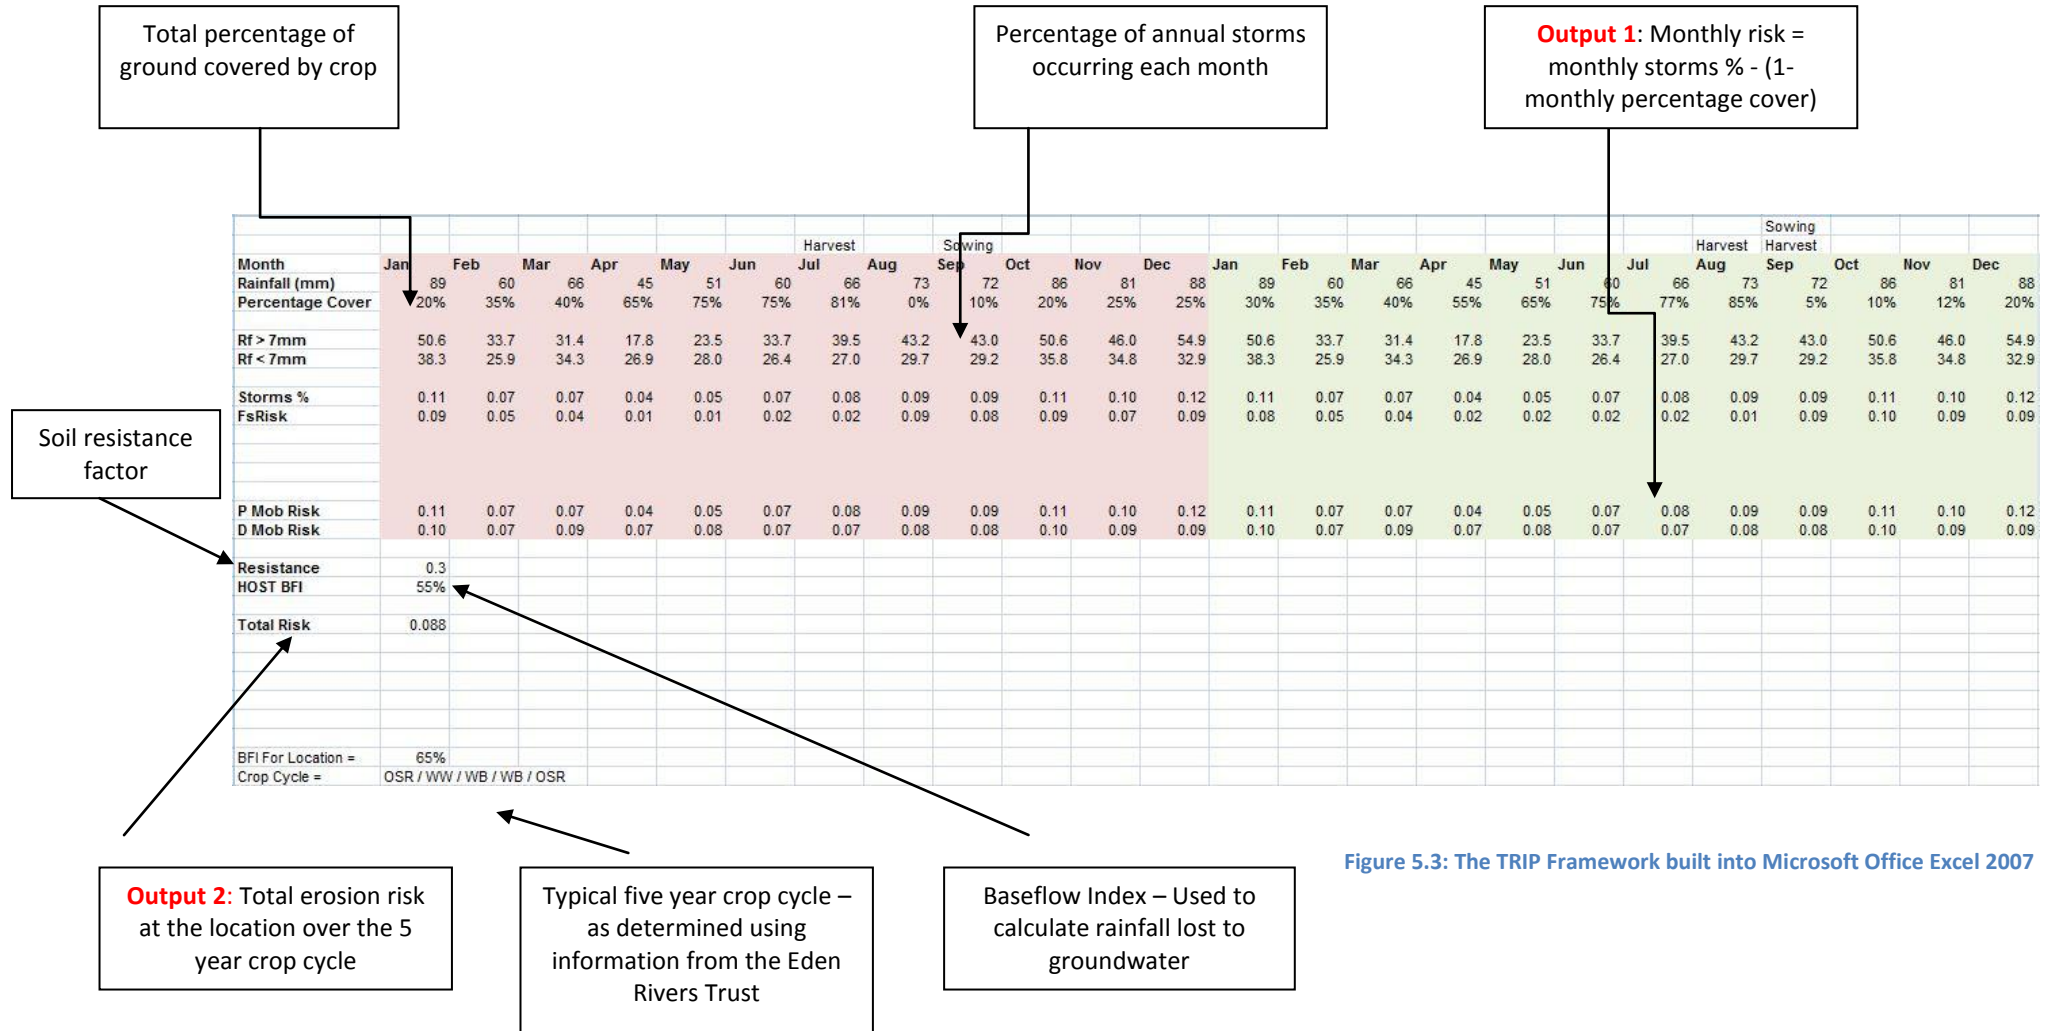 Total percentage of
ground covered by crop
Percentage of annual storms
occurring each month
Output 1: Monthly risk =
monthly storms % - (1-
monthly percentage cover)
Sowing
Harvest Sowing Harvest Harvest
Month Jan Feb Mar Apr May Jun Jul Aug Sep Oct Nov Dec Jan Feb Mar Apr May Jun Jul Aug Sep Oct Nov Dec
Rainfall (mm) 89 60 66 45 51 60 66 73 72 86 81 88 89 60 66 45 51 60 66 73 72 86 81 88
Percentage Cover 20% 35% 40% 65% 75% 75% 81% 0% 10% 20% 25% 25% 30% 35% 40% 55% 65% 75% 77% 85% 5% 10% 12% 20%
Rf > 7mm 50.6 33.7 31.4 17.8 23.5 33.7 39.5 43.2 43.0 50.6 46.0 54.9 50.6 33.7 31.4 17.8 23.5 33.7 39.5 43.2 43.0 50.6 46.0 54.9
Rf < 7mm 38.3 25.9 34.3 26.9 28.0 26.4 27.0 29.7 29.2 35.8 34.8 32.9 38.3 25.9 34.3 26.9 28.0 26.4 27.0 29.7 29.2 35.8 34.8 32.9
Storms % 0.11 0.07 0.07 0.04 0.05 0.07 0.08 0.09 0.09 0.11 0.10 0.12 0.11 0.07 0.07 0.04 0.05 0.07 0.08 0.09 0.09 0.11 0.10 0.12
FsRisk 0.09 0.05 0.04 0.01 0.01 0.02 0.02 0.09 0.08 0.09 0.07 0.09 0.08 0.05 0.04 0.02 0.02 0.02 0.02 0.01 0.09 0.10 0.09 0.09
Soil resistance
factor
P Mob Risk 0.11 0.07 0.07 0.04 0.05 0.07 0.08 0.09 0.09 0.11 0.10 0.12 0.11 0.07 0.07 0.04 0.05 0.07 0.08 0.09 0.09 0.11 0.10 0.12
D Mob Risk 0.10 0.07 0.09 0.07 0.08 0.07 0.07 0.08 0.08 0.10 0.09 0.09 0.10 0.07 0.09 0.07 0.08 0.07 0.07 0.08 0.08 0.10 0.09 0.09
Resistance 0.3
HOST BFI 55%
Total Risk 0.088
BFI For Location = 65%
Crop Cycle = OSR / WW / WB / WB / OSR
Figure 5.3: The TRIP Framework built into Microsoft Office Excel 2007
Output 2: Total erosion risk
at the location over the 5
year crop cycle
Typical five year crop cycle –
as determined using
information from the Eden
Rivers Trust
Baseflow Index – Used to
calculate rainfall lost to
groundwater